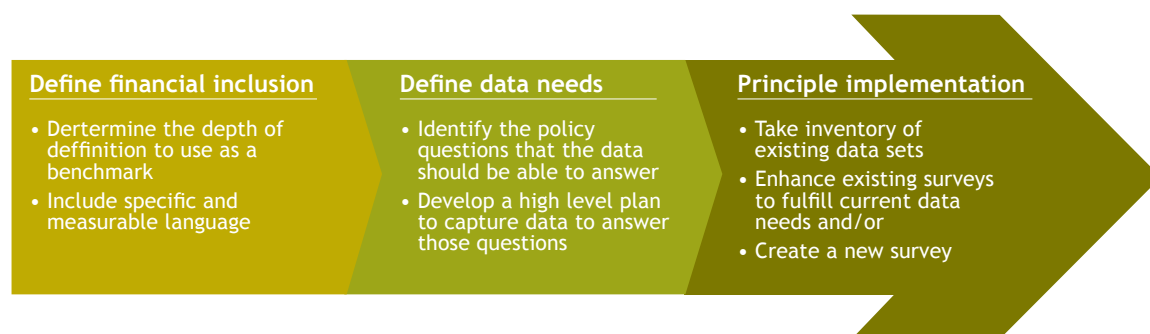 Define financial inclusion
• Dertermine the depth of
deffinition to use as a
benchmark
• Include specific and
measurable language
Define data needs
• Identify the policy
questions that the data
should be able to answer
• Develop a high level plan
to capture data to answer
those questions
Principle implementation
• Take inventory of
existing data sets
• Enhance existing surveys
to fulfill current data
needs and/or
• Create a new survey